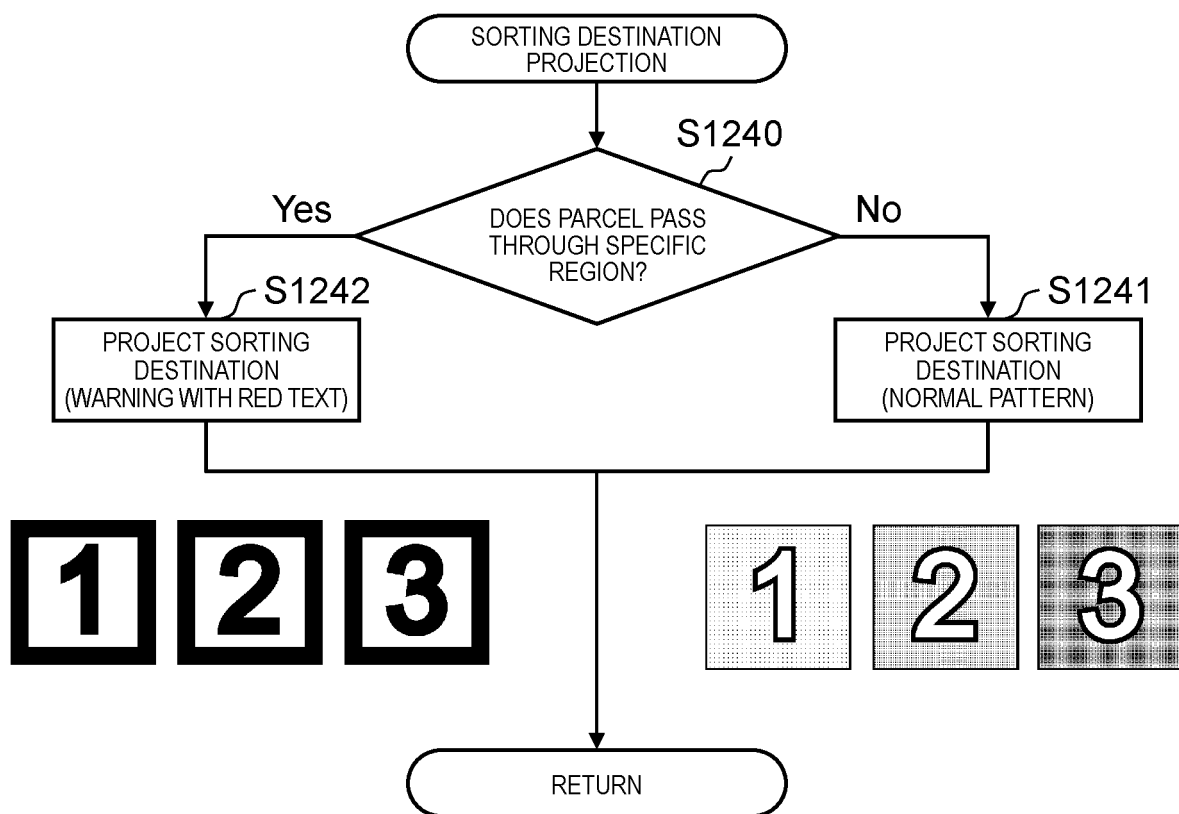 SORTING DESTINATION
PROJECTION
S1240
DOES PARCEL PASS
THROUGH SPECIFIC
REGION?
Yes
No
S1242
S1241
PROJECT SORTING
DESTINATION
(WARNING WITH RED TEXT)
PROJECT SORTING
DESTINATION
(NORMAL PATTERN)
1 2 3
1 2 3
RETURN